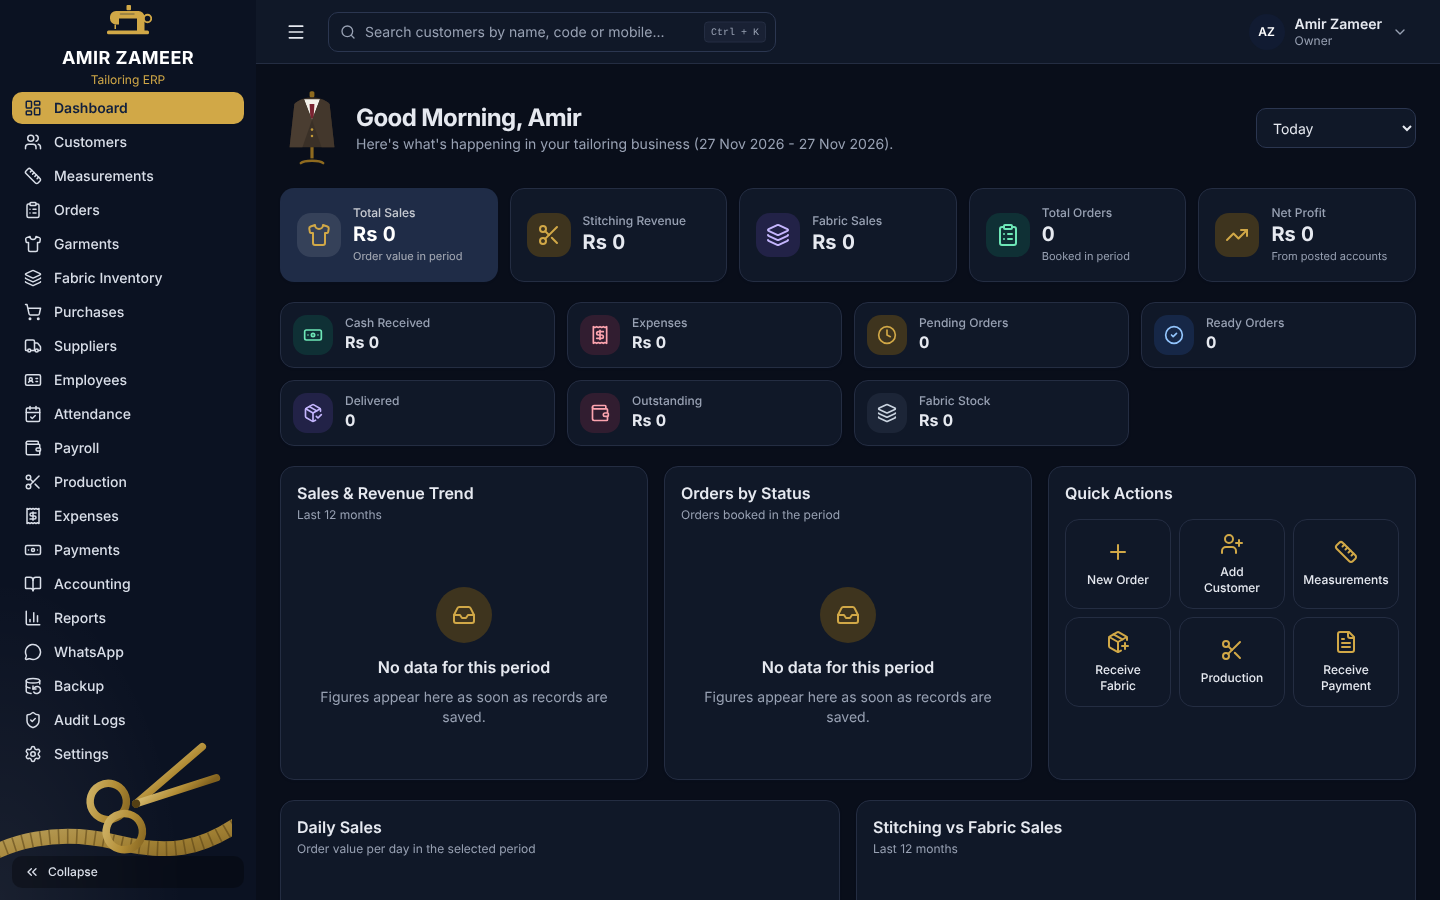 AMIR ZAMEER
Tailoring ERP
Dashboard
Customers
Measurements
Orders
Garments
Fabric Inventory
Purchases
Suppliers
Employees
Attendance
Payroll
Production
Expenses
Payments
Accounting
Reports
WhatsApp
Backup
Audit Logs
Settings
Collapse
Search customers by name, code or mobile...
Ctrl + K
AZ
Amir Zameer
Owner
Good Morning, Amir
Here's what's happening in your tailoring business (27 Nov 2026 - 27 Nov 2026).
Today
Total Sales
Rs 0
Order value in period
Stitching Revenue
Rs 0
Fabric Sales
Rs 0
Total Orders
0
Booked in period
Net Profit
Rs 0
From posted accounts
Cash Received
Rs 0
Expenses
Rs 0
Pending Orders
0
Ready Orders
0
Delivered
0
Outstanding
Rs 0
Fabric Stock
Rs 0
Sales & Revenue Trend
Last 12 months
No data for this period
Figures appear here as soon as records are
saved.
Orders by Status
Orders booked in the period
No data for this period
Figures appear here as soon as records are
saved.
Quick Actions
New Order
Add
Customer
Measurements
Receive
Fabric
Production
Receive
Payment
Daily Sales
Order value per day in the selected period
Stitching vs Fabric Sales
Last 12 months